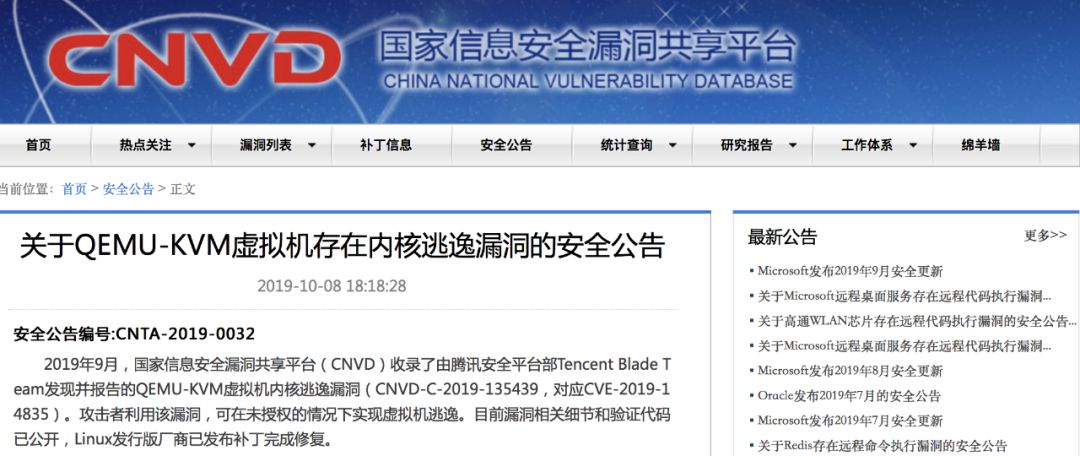 CNVD
国家信息安全漏洞共享平台
CHINA NATIONAL VULNERABILITY DATABASE
首页 热点关注 漏洞列表 补丁信息 安全公告 统计查询 研究报告 工作体系 绵羊墙
当前位置：首页 > 安全公告 > 正文
关于QEMU-KVM虚拟机存在内核逃逸漏洞的安全公告
2019-10-08 18:18:28
安全公告编号:CNTA-2019-0032
2019年9月，国家信息安全漏洞共享平台（CNVD）收录了由腾讯安全平台部Tencent Blade T
eam发现并报告的QEMU-KVM虚拟机内核逃逸漏洞（CNVD-C-2019-135439，对应CVE-2019-1
4835）。攻击者利用该漏洞，可在未授权的情况下实现虚拟机逃逸。目前漏洞相关细节和验证代码
已公开，Linux发行版厂商已发布补丁完成修复。
最新公告 更多>>
Microsoft发布2019年9月安全更新
关于Microsoft远程桌面服务存在远程代码执行漏洞...
关于高通WLAN芯片存在远程代码执行漏洞的安全公告...
关于Microsoft远程桌面服务存在远程代码执行漏洞...
Microsoft发布2019年8月安全更新
Oracle发布2019年7月的安全公告
Microsoft发布2019年7月安全更新
关于Redis存在远程命令执行漏洞的安全公告